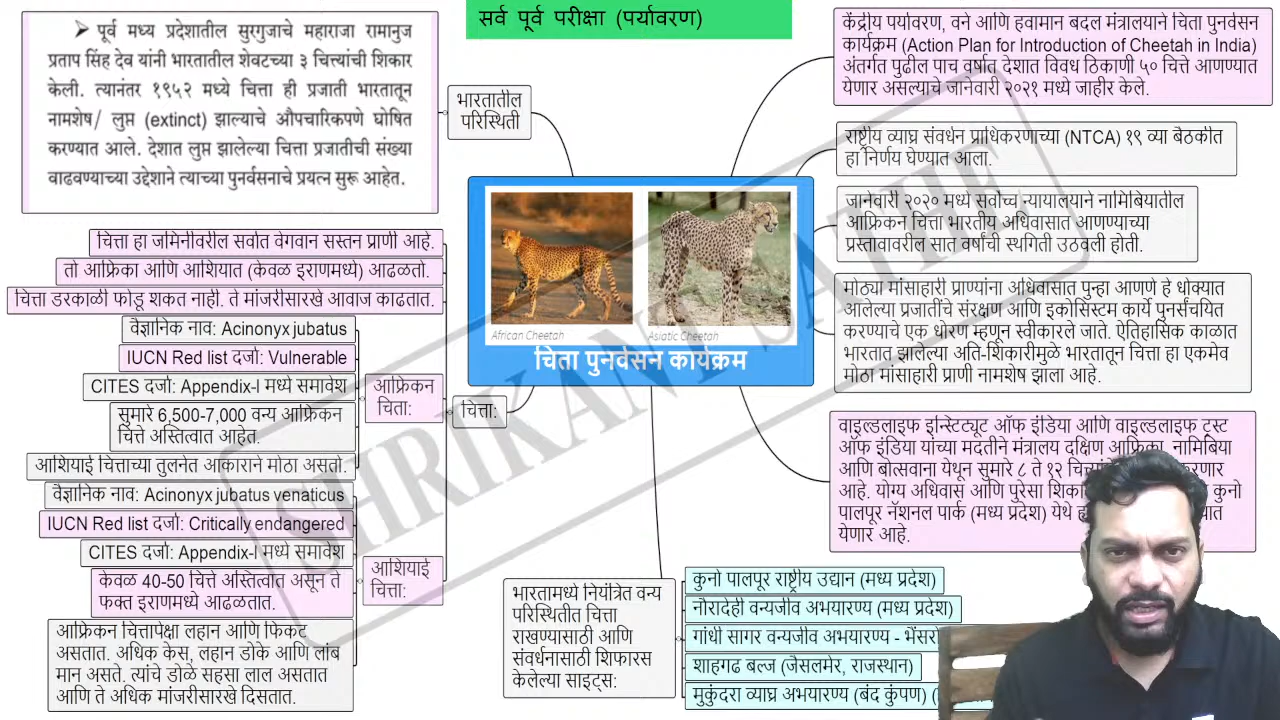 सर्व पूर्व परीक्षा (पर्यावरण)
➢ पूर्व मध्य प्रदेशातील सुरगुजाचे महाराजा रामानुज
प्रताप सिंह देव यांनी भारतातील शेवटच्या ३ चित्त्यांची शिकार
केली. त्यानंतर १९५२ मध्ये चित्ता ही प्रजाती भारतातून
नामशेष/ लुप्त (extinct) झाल्याचे औपचारिकपणे घोषित
करण्यात आले. देशात लुप्त झालेल्या चित्ता प्रजातीची संख्या
वाढवण्याच्या उद्देशाने त्याच्या पुनर्वसनाचे प्रयत्न सुरू आहेत.
भारतातील
परिस्थिती
केंद्रीय पर्यावरण, वने आणि हवामान बदल मंत्रालयाने चिता पुनर्वसन
कार्यक्रम (Action Plan for Introduction of Cheetah in India)
अंतर्गत पुढील पाच वर्षात देशात विवध ठिकाणी ५० चित्ते आणण्यात
येणार असल्याचे जानेवारी २०२१ मध्ये जाहीर केले.
राष्ट्रीय व्याघ्र संवर्धन प्राधिकरणाच्या (NTCA) १९ व्या बैठकीत
हा निर्णय घेण्यात आला.
जानेवारी २०२० मध्ये सर्वोच्च न्यायालयाने नामिबियातील
आफ्रिकन चित्ता भारतीय अधिवासात आणण्याच्या
प्रस्तावावरील सात वर्षांची स्थगिती उठवली होती.
मोठ्या मांसाहारी प्राण्यांना अधिवासात पुन्हा आणणे हे धोक्यात
आलेल्या प्रजातींचे संरक्षण आणि इकोसिस्टम कार्ये पुनर्संचयित
करण्याचे एक धोरण म्हणून स्वीकारले जाते. ऐतिहासिक काळात
भारतात झालेल्या अति-शिकारीमुळे भारतातून चित्ता हा एकमेव
मोठा मांसाहारी प्राणी नामशेष झाला आहे.
वाइल्डलाइफ इन्स्टिट्यूट ऑफ इंडिया आणि वाइल्डलाइफ ट्रस्ट
ऑफ इंडिया यांच्या मदतीने मंत्रालय दक्षिण आफ्रिका, नामिबिया
आणि बोत्सवाना येथून सुमारे ८ ते १२ करणार
आहे. योग्य अधिवास आणि पुरेसा कुनो
पालपूर नॅशनल पार्क (मध्य प्रदेश) येथे
येणार आहे.
African Cheetah
Asiatic Cheetah
चिता पुनर्वसन कार्यक्रम
चित्ता हा जमिनीवरील सर्वात वेगवान सस्तन प्राणी आहे.
तो आफ्रिका आणि आशियात (केवळ इराणमध्ये) आढळतो.
चित्ता डरकाळी फोडू शकत नाही. ते मांजरीसारखे आवाज काढतात.
चित्ता:
आफ्रिकन
चिता:
वैज्ञानिक नाव: Acinonyx jubatus
IUCN Red list दर्जा: Vulnerable
CITES दर्जा: Appendix-I मध्ये समावेश
सुमारे 6,500-7,000 वन्य आफ्रिकन
चित्ते अस्तित्वात आहेत.
आशियाई चित्ताच्या तुलनेत आकाराने मोठा असतो.
आशियाई
चित्ता:
वैज्ञानिक नाव: Acinonyx jubatus venaticus
IUCN Red list दर्जा: Critically endangered
CITES दर्जा: Appendix-I मध्ये समावेश
केवळ 40-50 चित्ते अस्तित्वात असून ते
फक्त इराणमध्ये आढळतात.
आफ्रिकन चित्तापेक्षा लहान आणि फिकट
असतात. अधिक केस, लहान डोके आणि लांब
मान असते. त्यांचे डोळे सहसा लाल असतात
आणि ते अधिक मांजरीसारखे दिसतात.
भारतामध्ये नियंत्रित वन्य
परिस्थितीत चित्ता
राखण्यासाठी आणि
संवर्धनासाठी शिफारस
केलेल्या साइट्स:
कुनो पालपूर राष्ट्रीय उद्यान (मध्य प्रदेश)
नौरादेही वन्यजीव अभयारण्य (मध्य प्रदेश)
गांधी सागर वन्यजीव अभयारण्य -
शाहगढ बल्ज (जैसलमेर, राजस्थान)
मुकुंदरा व्याघ्र अभयारण्य (बंद कुंपण) (
SHRIKANT SATHE